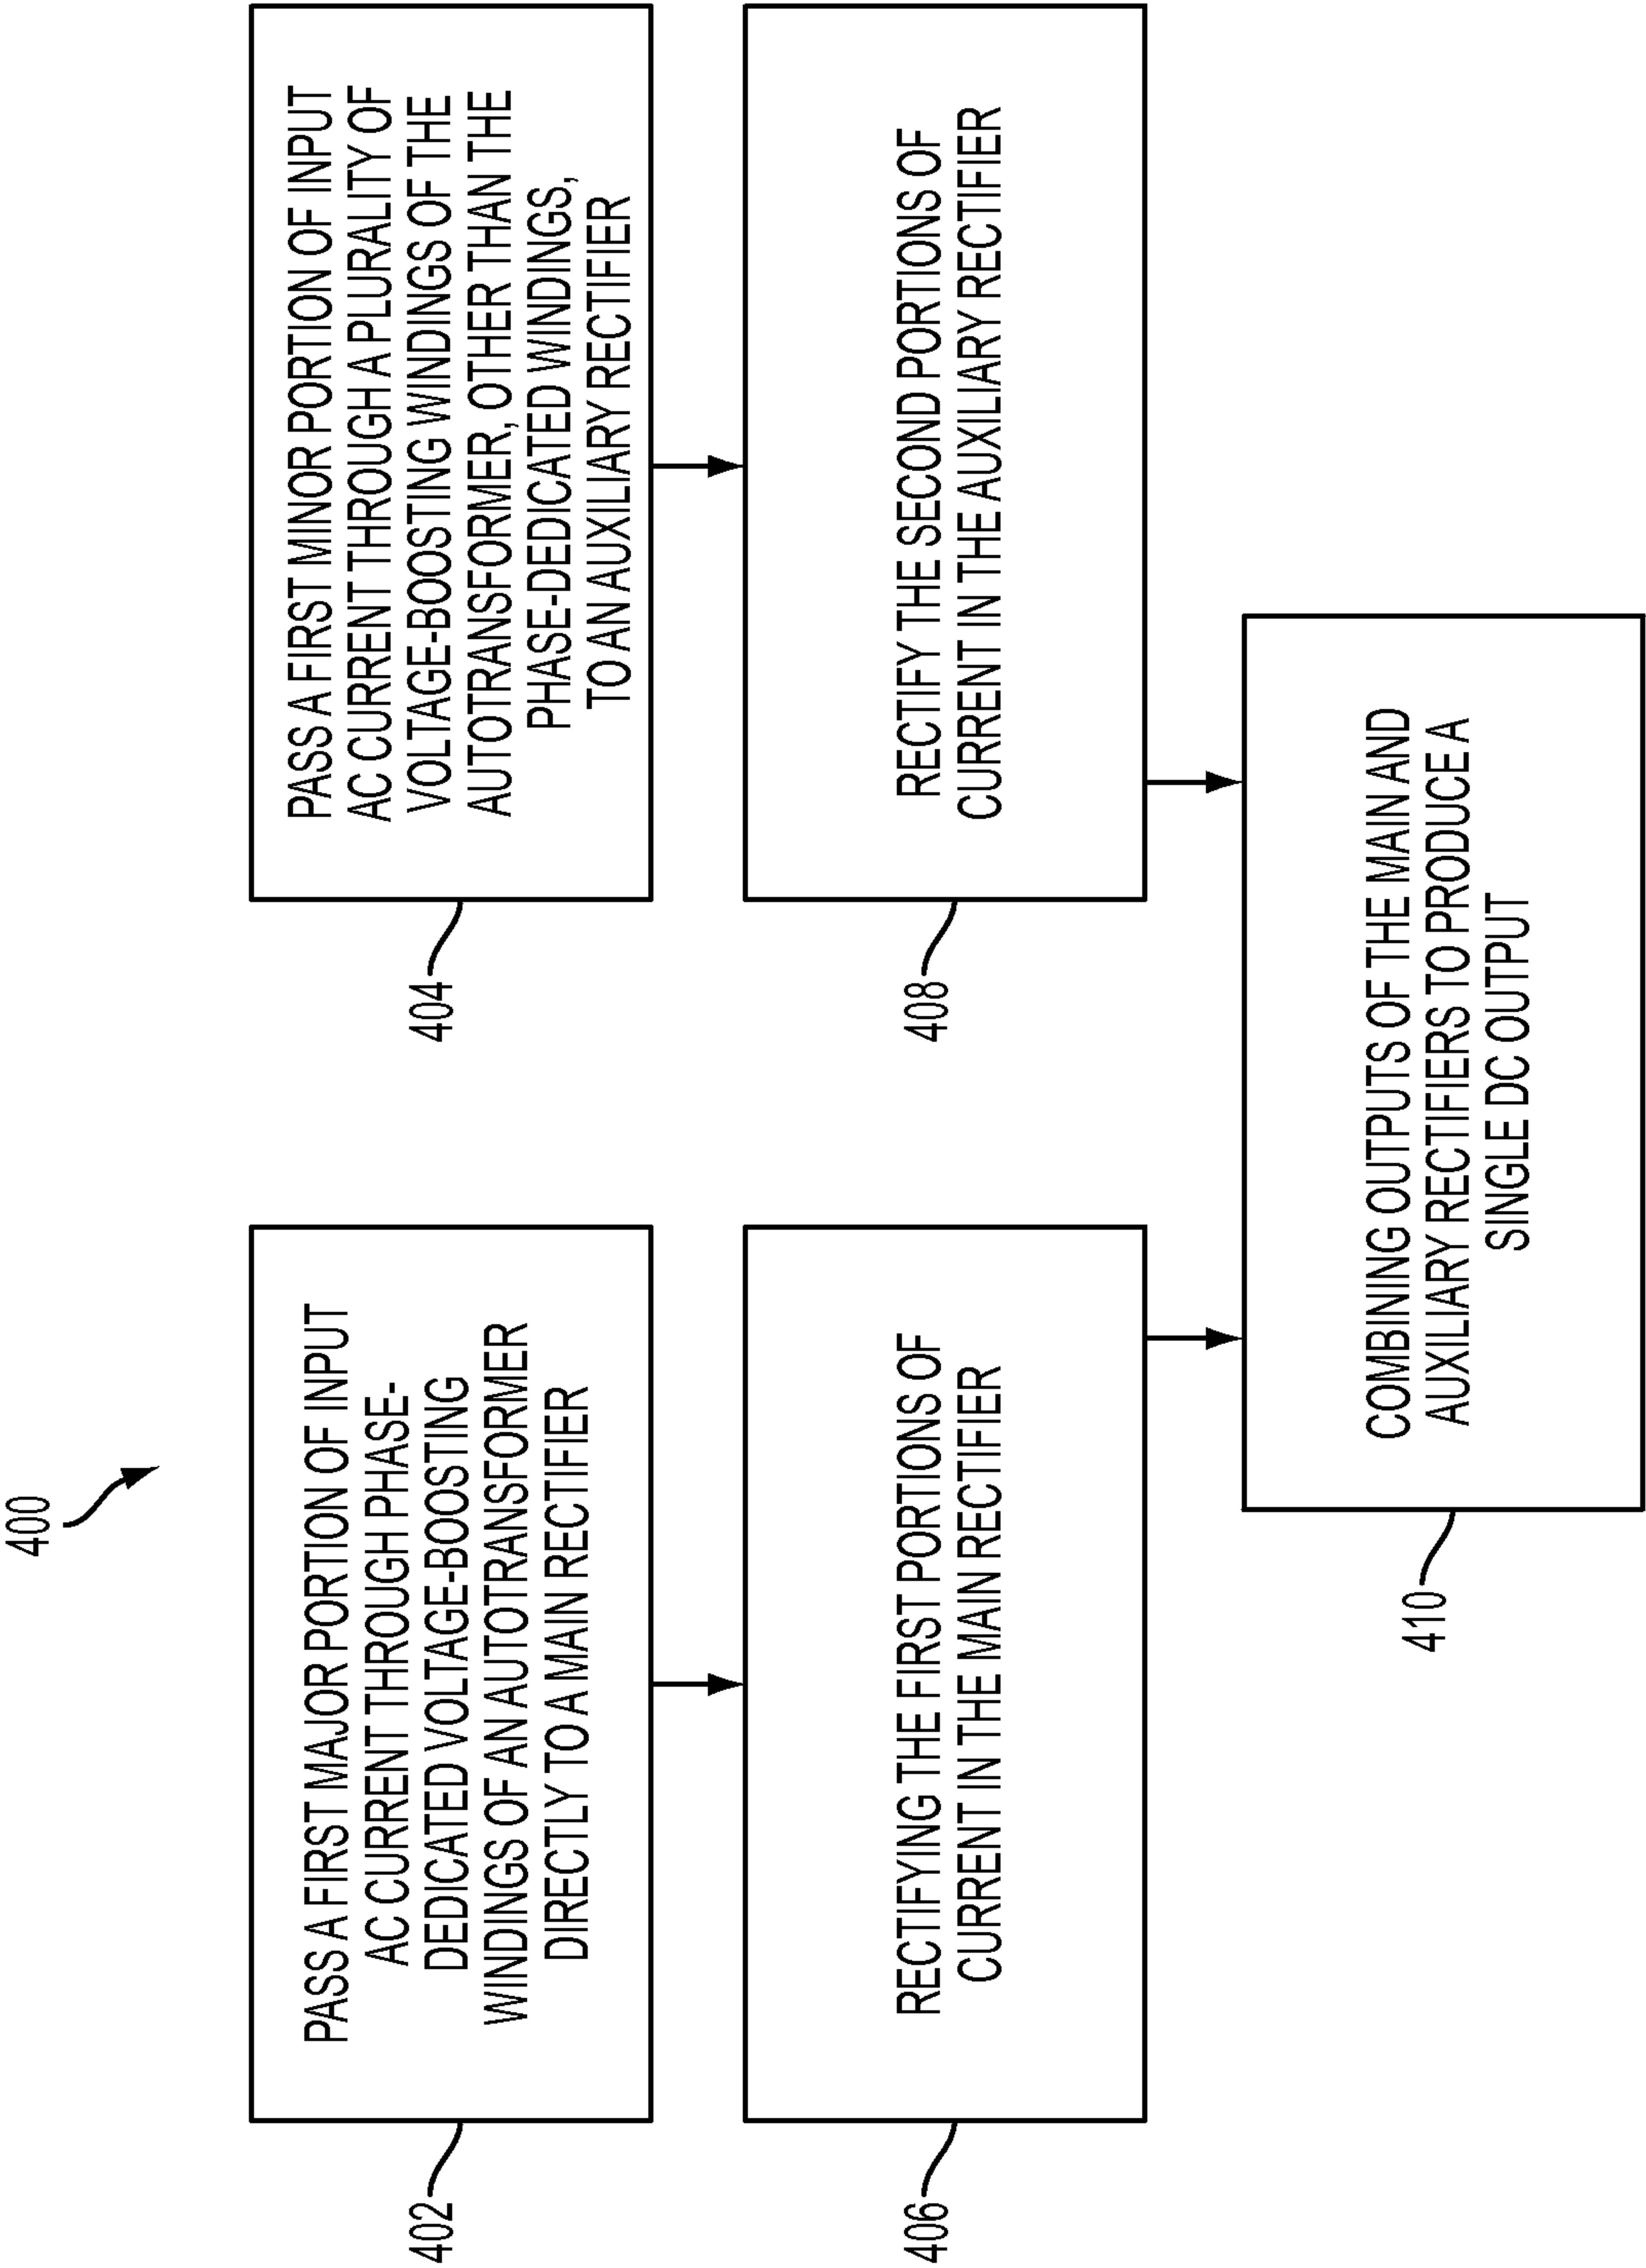 400
402
PASS A FIRST MAJOR PORTION OF INPUT
AC CURRENT THROUGH PHASE-
DEDICATED VOLTAGE-BOOSTING
WINDINGS OF AN AUTOTRANSFORMER
DIRECTLY TO A MAIN RECTIFIER
404
PASS A FIRST MINOR PORTION OF INPUT
AC CURRENT THROUGH A PLURALITY OF
VOLTAGE-BOOSTING WINDINGS OF THE
AUTOTRANSFORMER, OTHER THAN THE
PHASE-DEDICATED WINDINGS,
TO AN AUXILIARY RECTIFIER
406
RECTIFYING THE FIRST PORTIONS OF
CURRENT IN THE MAIN RECTIFIER
408
RECTIFY THE SECOND PORTIONS OF
CURRENT IN THE AUXILIARY RECTIFIER
410
COMBINING OUTPUTS OF THE MAIN AND
AUXILIARY RECTIFIERS TO PRODUCE A
SINGLE DC OUTPUT